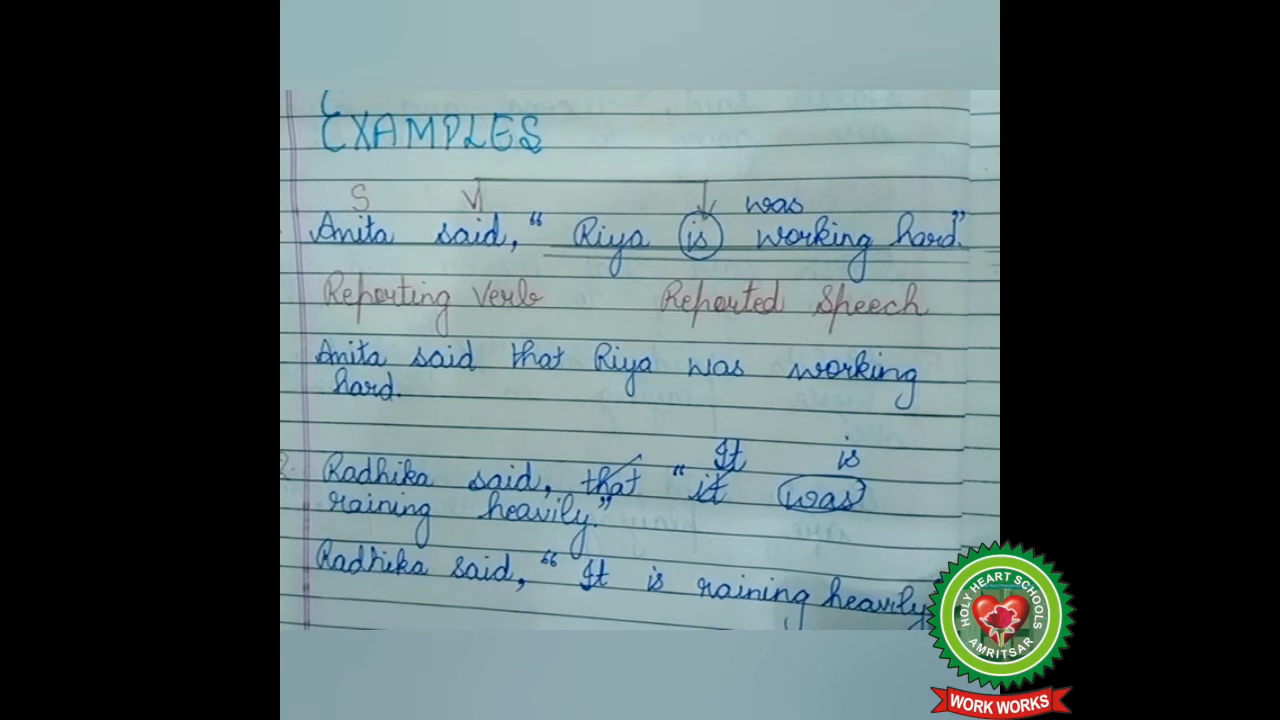 EXAMPLES
S V was
Anita said, “ Riya is working hard.”
Reporting Verb Reported Speech
Anita said that Riya was working
hard.
It is
2. Radhika said, that “it was
raining heavily.”
Radhika said, “ It is raining heavily
HOLY HEART SCHOOLS
AMRITSAR
WORK WORKS